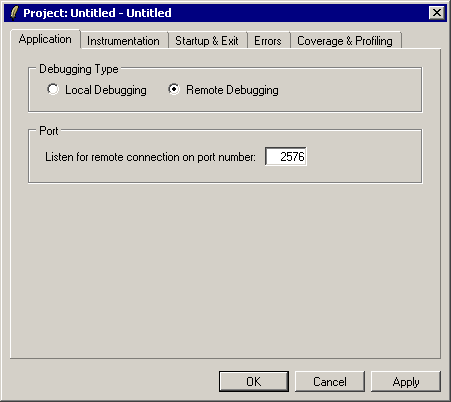 Project: Untitled - Untitled
Application Instrumentation Startup & Exit Errors Coverage & Profiling
Debugging Type
Local Debugging Remote Debugging
Port
Listen for remote connection on port number: 2576
OK Cancel Apply